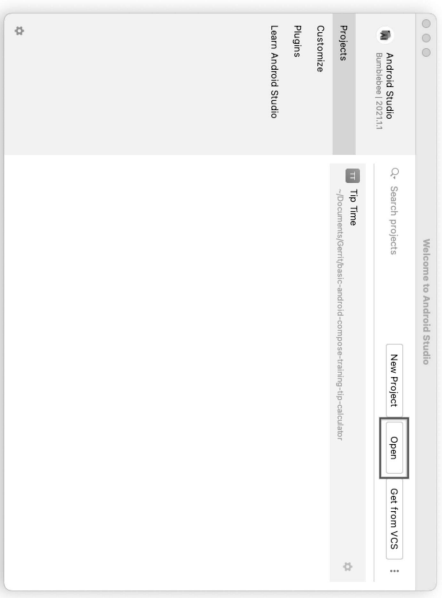 Welcome to Android Studio
Android Studio
Bumblebee | 2021.1.1
Projects
Customize
Plugins
Learn Android Studio
Search projects
New Project
Open
Get from VCS
TT
Tip Time
~/Documents/Gerrit/basic-android-compose-training-tip-calculator